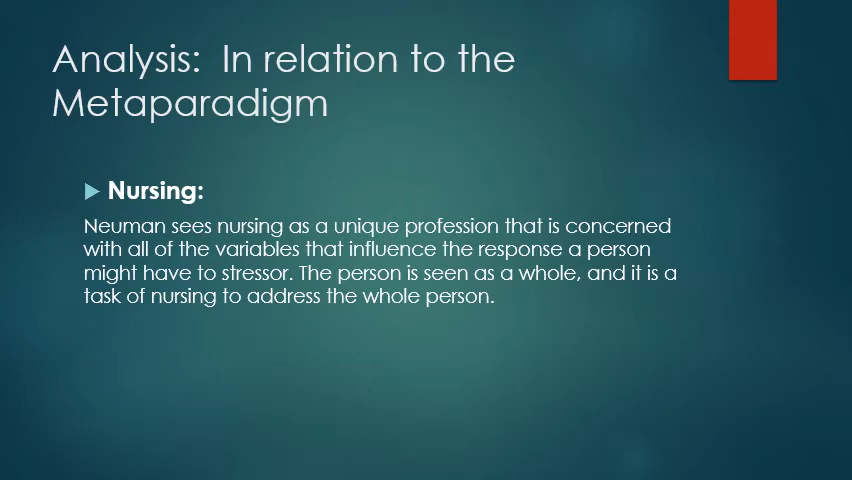 Analysis:  In relation to the
Metaparadigm
Nursing:
Neuman sees nursing as a unique profession that is concerned
with all of the variables that influence the response a person
might have to stressor. The person is seen as a whole, and it is a
task of nursing to address the whole person.